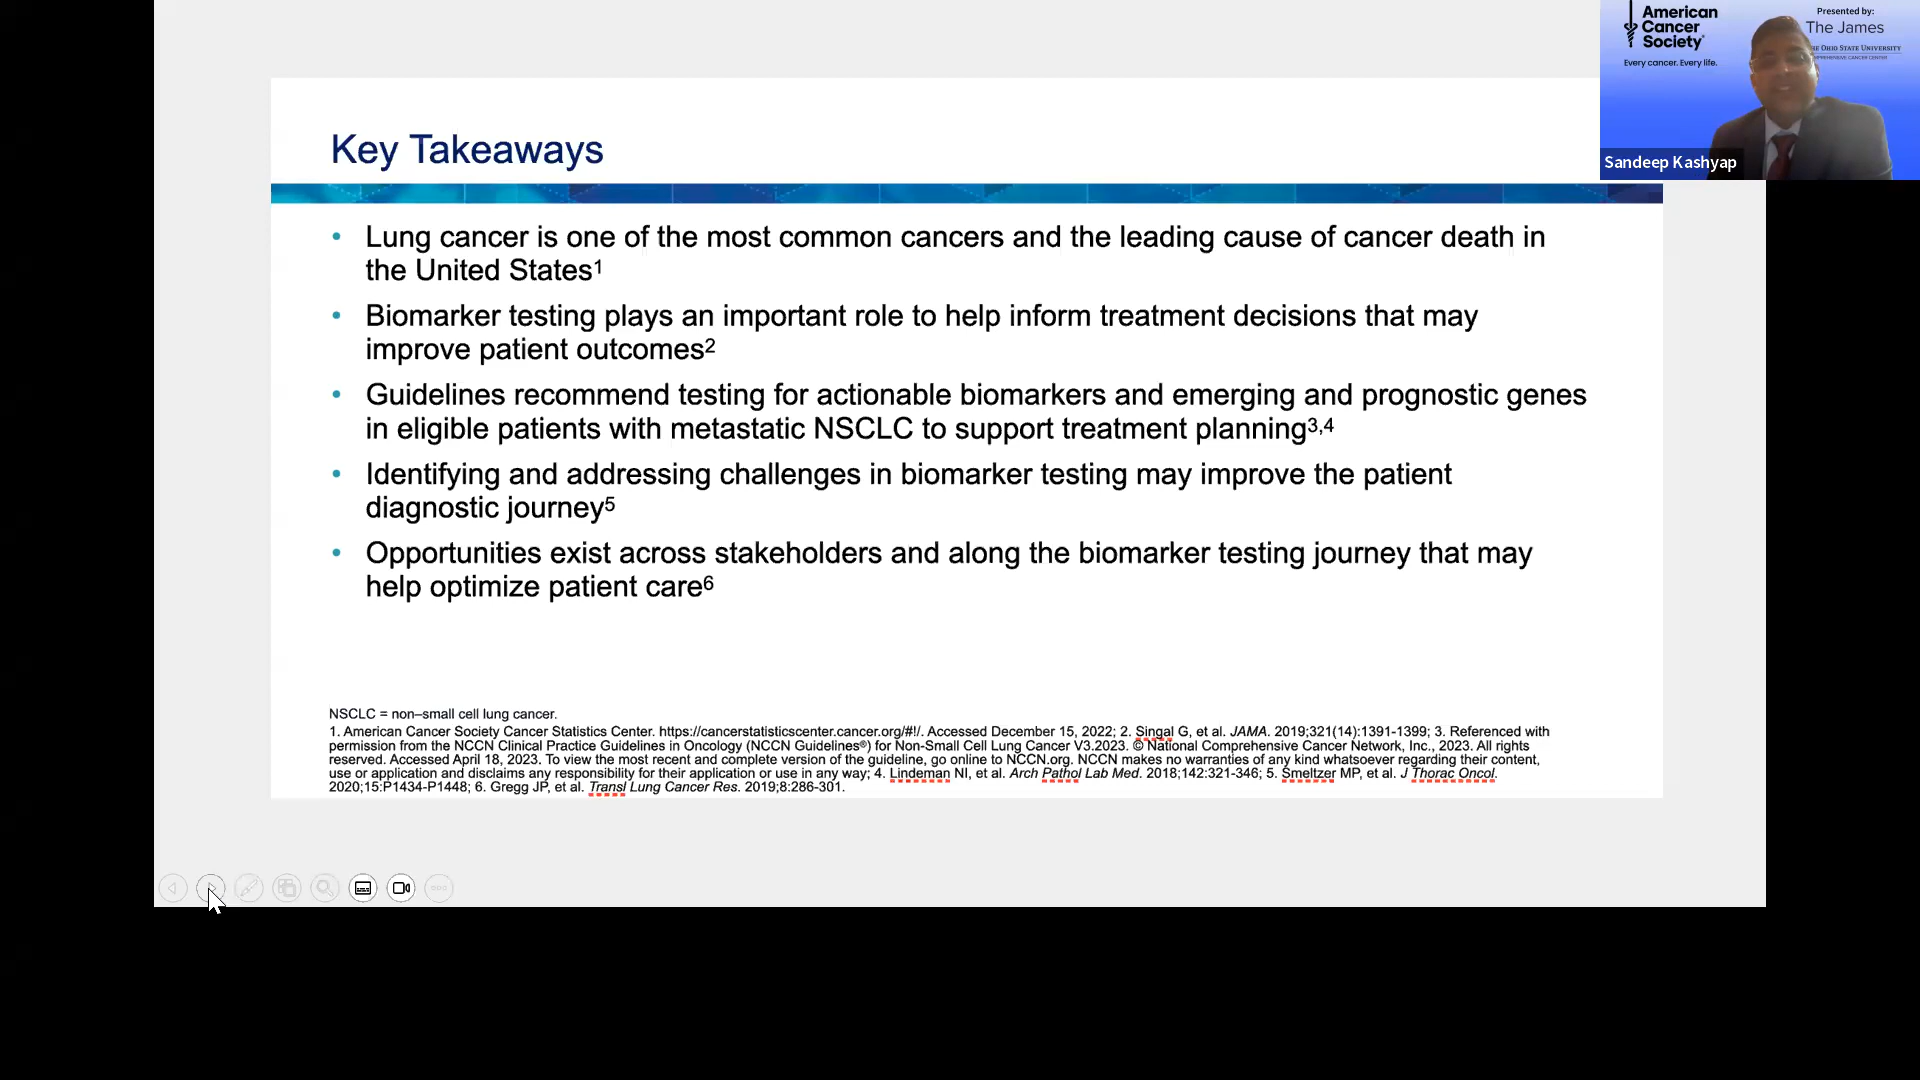 American
Cancer
Society
Every cancer. Every life.
Presented by:
The James
THE OHIO STATE UNIVERSITY
COMPREHENSIVE CANCER CENTER
Sandeep Kashyap
Key Takeaways
• Lung cancer is one of the most common cancers and the leading cause of cancer death in
the United States1
• Biomarker testing plays an important role to help inform treatment decisions that may
improve patient outcomes2
• Guidelines recommend testing for actionable biomarkers and emerging and prognostic genes
in eligible patients with metastatic NSCLC to support treatment planning3,4
• Identifying and addressing challenges in biomarker testing may improve the patient
diagnostic journey5
• Opportunities exist across stakeholders and along the biomarker testing journey that may
help optimize patient care6
NSCLC = non–small cell lung cancer.
1. American Cancer Society Cancer Statistics Center. https://cancerstatisticscenter.cancer.org/#!/. Accessed December 15, 2022; 2. Singal G, et al. JAMA. 2019;321(14):1391-1399; 3. Referenced with
permission from the NCCN Clinical Practice Guidelines in Oncology (NCCN Guidelines®) for Non-Small Cell Lung Cancer V3.2023. © National Comprehensive Cancer Network, Inc., 2023. All rights
reserved. Accessed April 18, 2023. To view the most recent and complete version of the guideline, go online to NCCN.org. NCCN makes no warranties of any kind whatsoever regarding their content,
use or application and disclaims any responsibility for their application or use in any way; 4. Lindeman NI, et al. Arch Pathol Lab Med. 2018;142:321-346; 5. Smeltzer MP, et al. J Thorac Oncol.
2020;15:P1434-P1448; 6. Gregg JP, et al. Transl Lung Cancer Res. 2019;8:286-301.